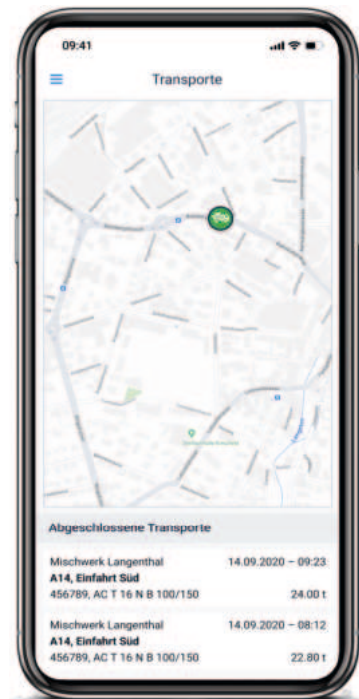 09:41
Transporte
Abgeschlossene Transporte
Mischwerk Langenthal 14.09.2020 – 09:23
A14, Einfahrt Süd
456789, AC T 16 N B 100/150 24.00 t
Mischwerk Langenthal 14.09.2020 – 08:12
A14, Einfahrt Süd
456789, AC T 16 N B 100/150 22.80 t